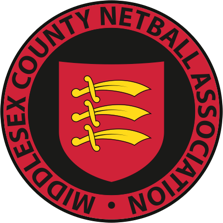 MIDDLESEX COUNTY NETBALL ASSOCIATION •